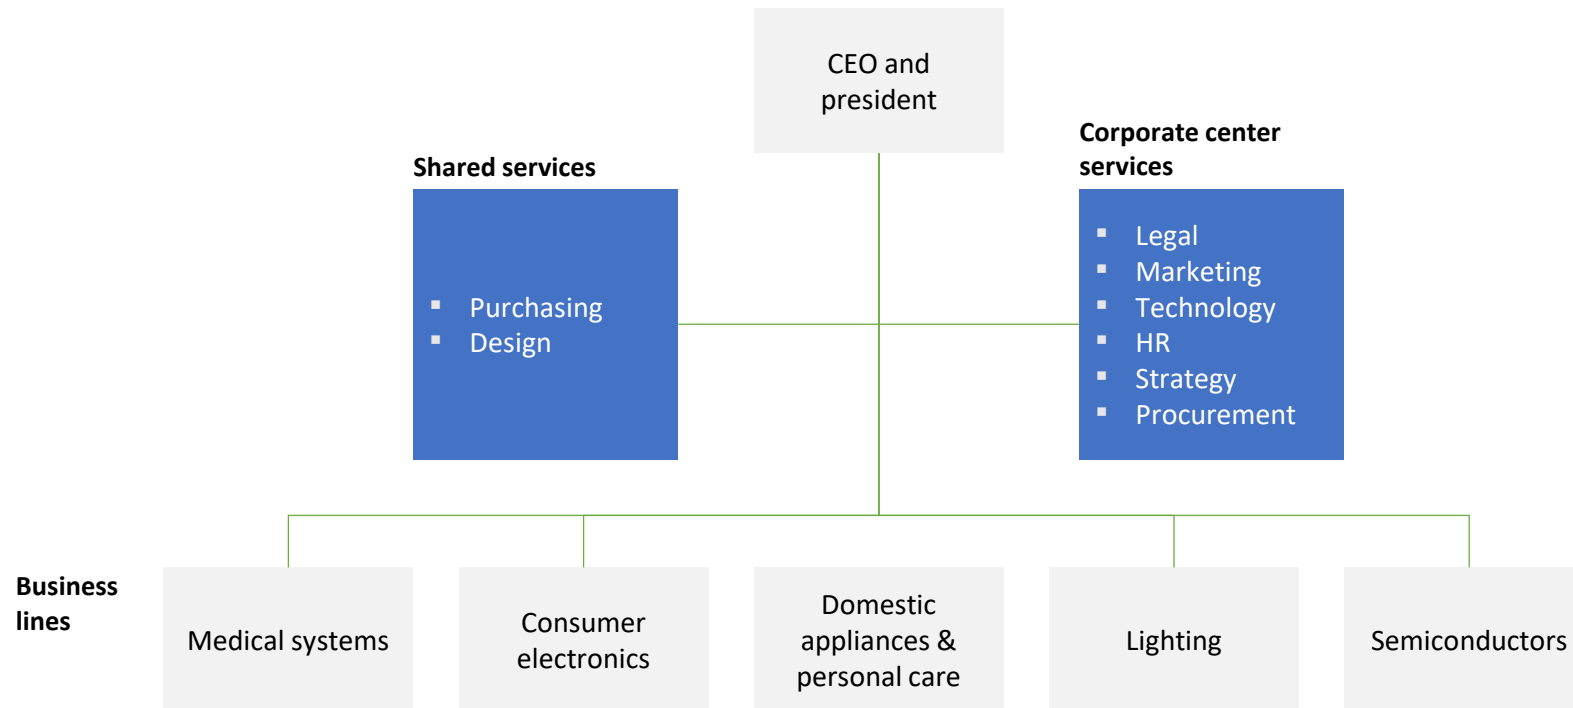 CEO and
president
Shared services
Corporate center
services
▪ Purchasing
▪ Design
▪ Legal
▪ Marketing
▪ Technology
▪ HR
▪ Strategy
▪ Procurement
Business
lines
Medical systems
Consumer
electronics
Domestic
appliances &
personal care
Lighting
Semiconductors